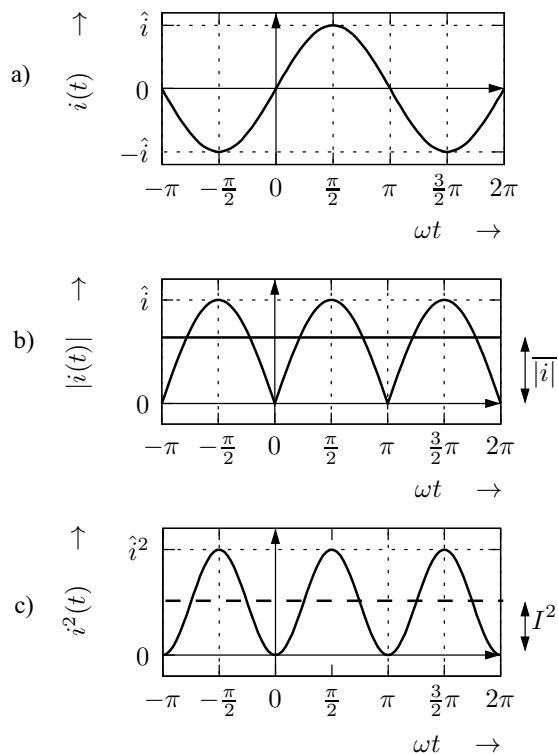 a)
i(t) →
î
0
−î
−π −π/2 0 π/2 π 3/2π 2π
ωt →
b)
|i(t)| →
î
0
|i|̅
−π −π/2 0 π/2 π 3/2π 2π
ωt →
c)
i²(t) →
î²
0
I²
−π −π/2 0 π/2 π 3/2π 2π
ωt →